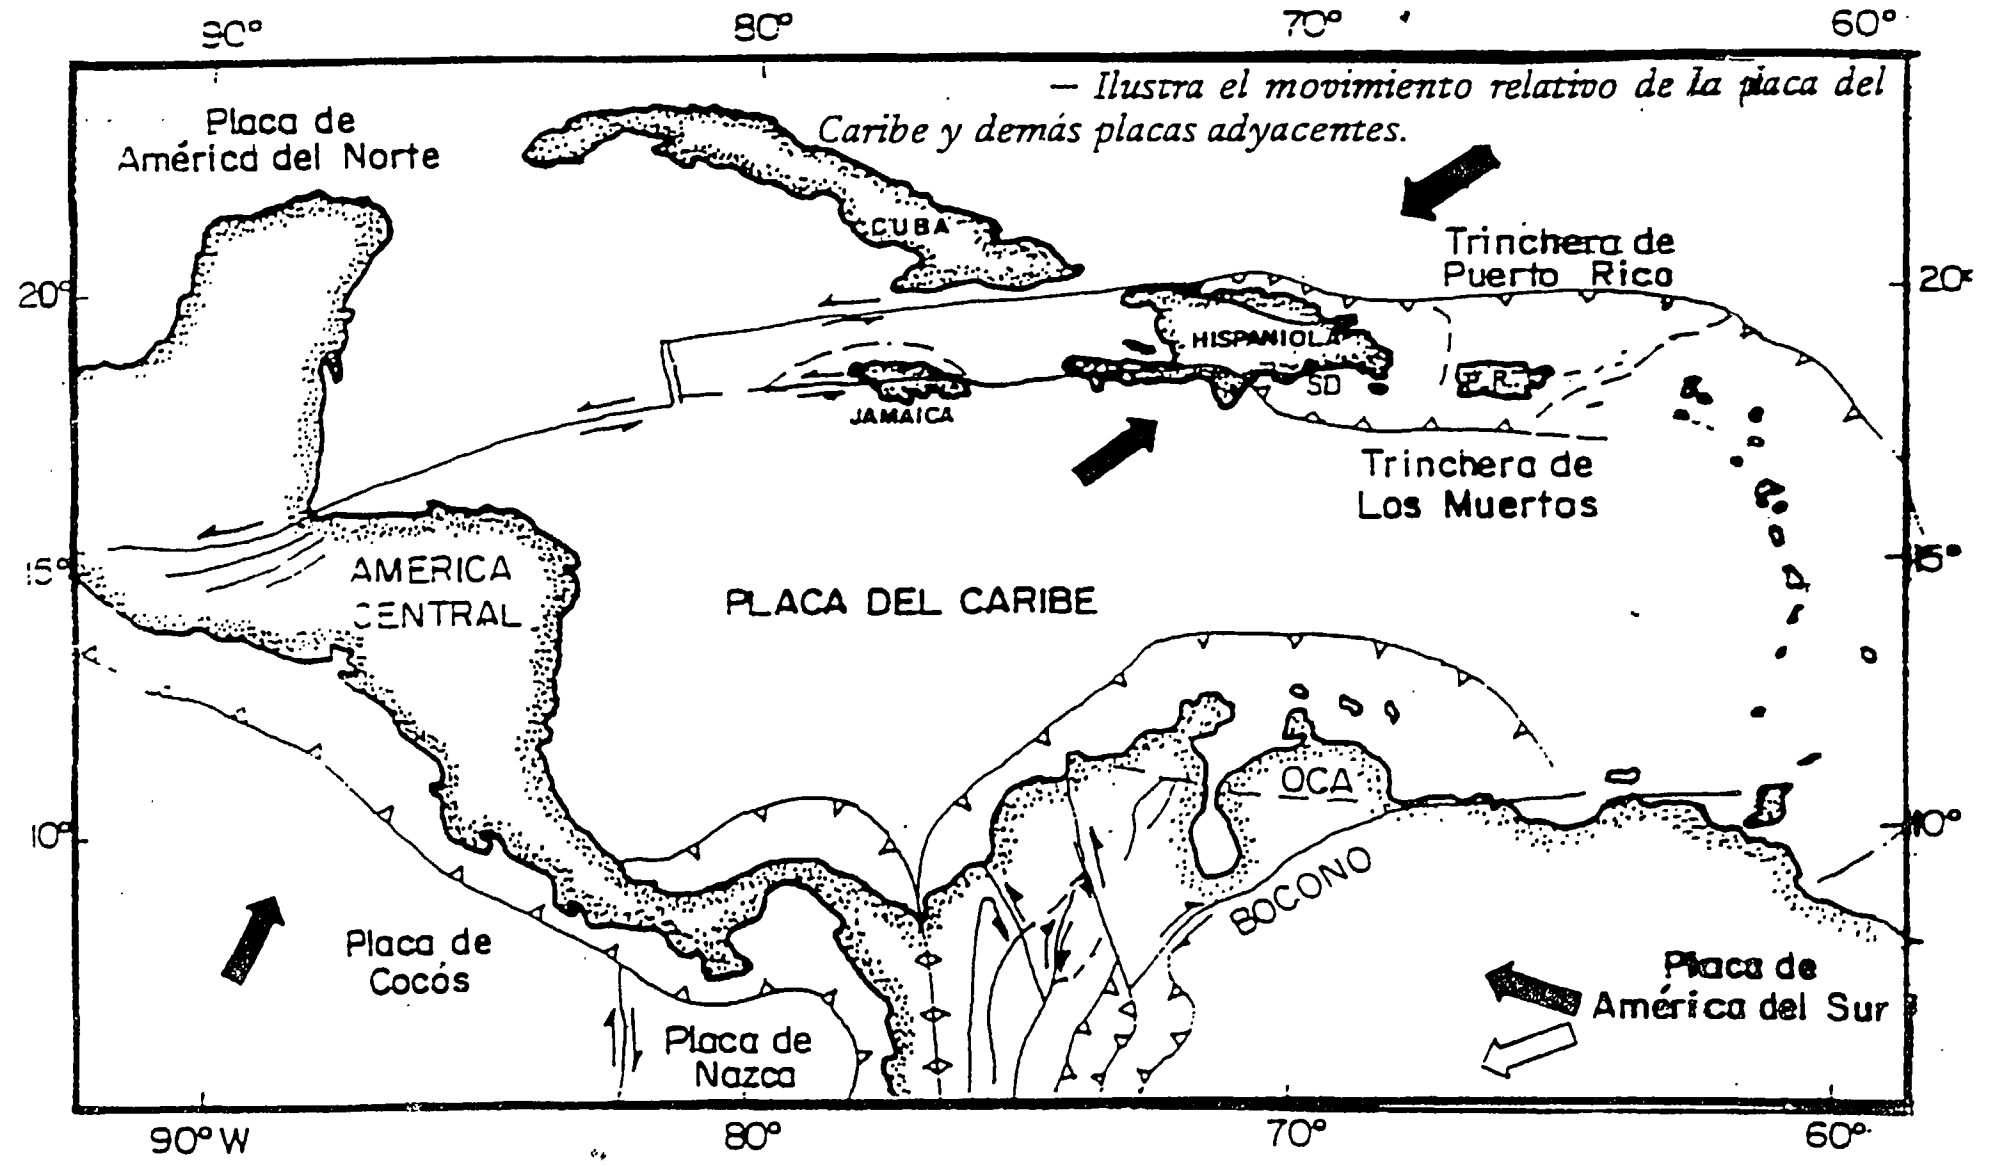 90° 80° 70° 60°
— Ilustra el movimiento relativo de la placa del
Caribe y demás placas adyacentes.
Placa de
América del Norte
CUBA
Trinchera de
Puerto Rico
20° 20°
HISPANIOLA
SD
P.R.
JAMAICA
Trinchera de
Los Muertos
15° 15°
AMERICA
CENTRAL
PLACA DEL CARIBE
OCA
10° 10°
BOCONO
Placa de
Cocós
Placa de
América del Sur
Placa de
Nazca
90° W 80° 70° 60°